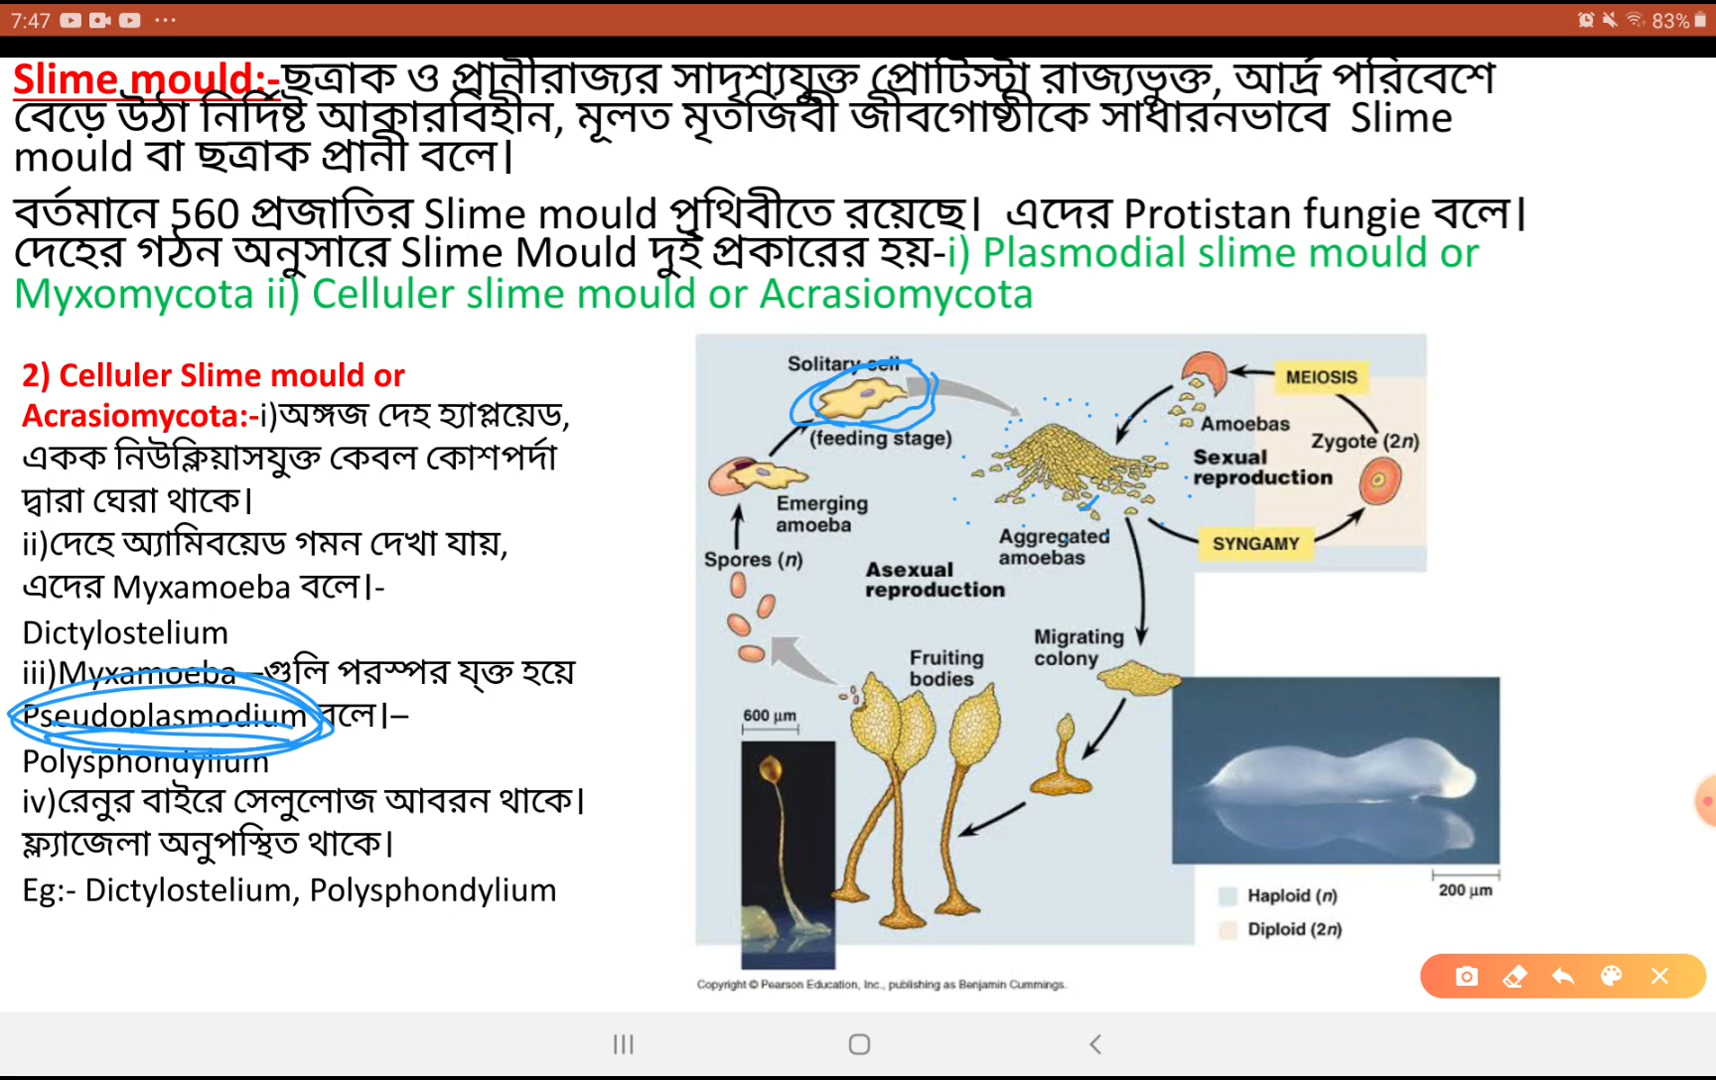 7:47
83%
Slime mould:-ছত্রাক ও প্রানীরাজ্যর সাদৃশ্যযুক্ত প্রোটিস্টা রাজ্যভুক্ত, আর্দ্র পরিবেশে
বেড়ে উঠা নির্দিষ্ট আকারবিহীন, মূলত মৃতজিবী জীবগোষ্ঠীকে সাধারনভাবে Slime
mould বা ছত্রাক প্রানী বলে।
বর্তমানে 560 প্রজাতির Slime mould পৃথিবীতে রয়েছে। এদের Protistan fungie বলে।
দেহের গঠন অনুসারে Slime Mould দুই প্রকারের হয়-i) Plasmodial slime mould or
Myxomycota ii) Celluler slime mould or Acrasiomycota
2) Celluler Slime mould or
Acrasiomycota:-i)অঙ্গজ দেহ হ্যাপ্লয়েড,
একক নিউক্লিয়াসযুক্ত কেবল কোশপর্দা
দ্বারা ঘেরা থাকে।
ii)দেহে অ্যামিবয়েড গমন দেখা যায়,
এদের Myxamoeba বলে।-
Dictylostelium
iii)Myxamoeba –গুলি পরস্পর য্ক্ত হয়ে
Pseudoplasmodium বলে।–
Polysphondylium
iv)রেনুর বাইরে সেলুলোজ আবরন থাকে।
ফ্ল্যাজেলা অনুপস্থিত থাকে।
Eg:- Dictylostelium, Polysphondylium
Solitary cell
(feeding stage)
Emerging
amoeba
Spores (n)
Asexual
reproduction
Aggregated
amoebas
Amoebas
MEIOSIS
Zygote (2n)
Sexual
reproduction
SYNGAMY
Migrating
colony
Fruiting
bodies
600 µm
200 µm
Haploid (n)
Diploid (2n)
Copyright © Pearson Education, Inc., publishing as Benjamin Cummings.